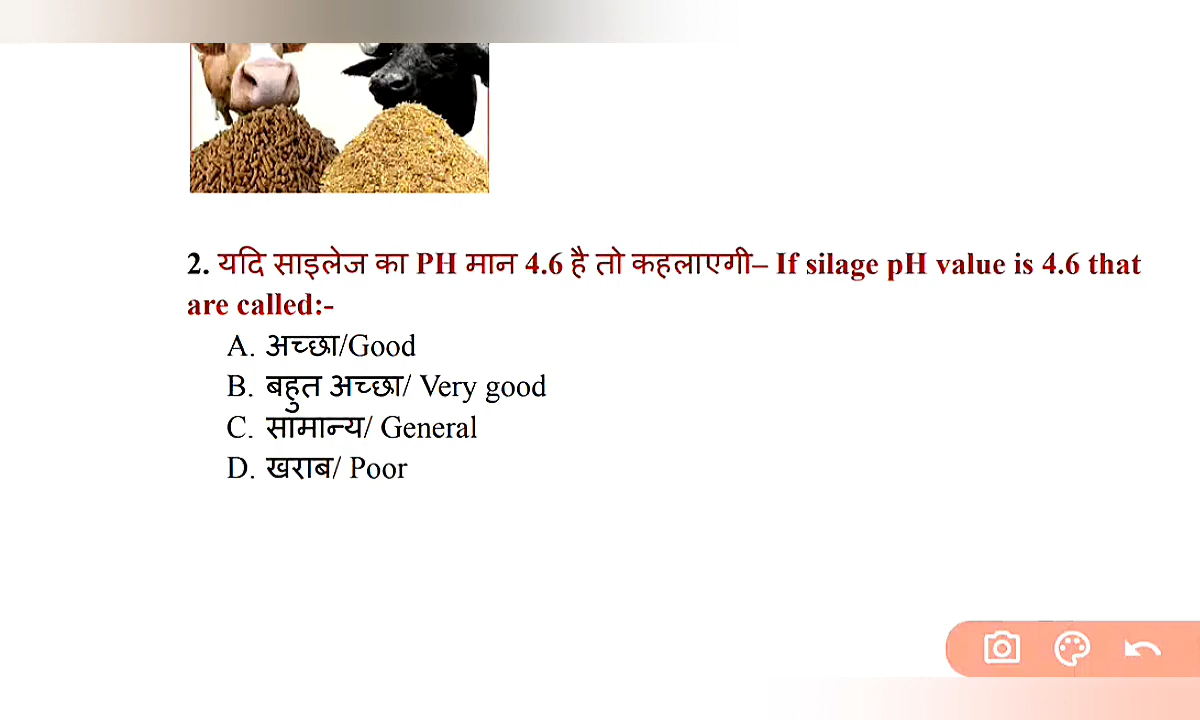 2. यदि साइलेज का PH मान 4.6 है तो कहलाएगी– If silage pH value is 4.6 that
are called:-
A. अच्छा/Good
B. बहुत अच्छा/ Very good
C. सामान्य/ General
D. खराब/ Poor